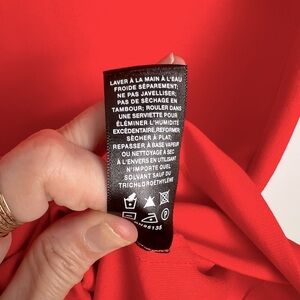 LAVER À LA MAIN À L'EAU
FROIDE SÉPARÉMENT;
NE PAS JAVELLISER;
PAS DE SÉCHAGE EN
TAMBOUR; ROULER DANS
UNE SERVIETTE POUR
ÉLIMINER L'HUMIDITÉ
EXCÉDENTAIRE,REFORMER,
SÉCHER À PLAT;
REPASSER À BASE VAPEUR
OU NETTOYAGE A SEC
À L'ENVERS EN UTILISANT
N'IMPORTE QUEL
SOLVANT SAUF DU
TRICHLOROÉTHYLÈME
P